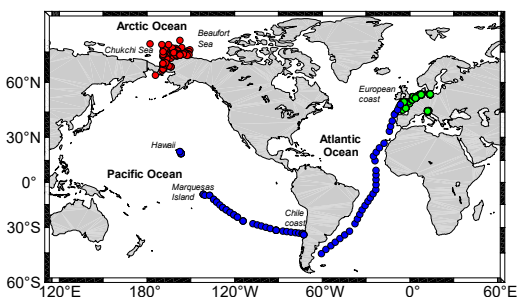 Arctic Ocean
Beaufort
Sea
Chukchi Sea
60°N
European
coast
30°N
Hawaii
Atlantic
Ocean
Pacific Ocean
0°
Marquesas
Island
Chile
coast
30°S
60°S
120°E
180°W
120°W
60°W
0°
60°E